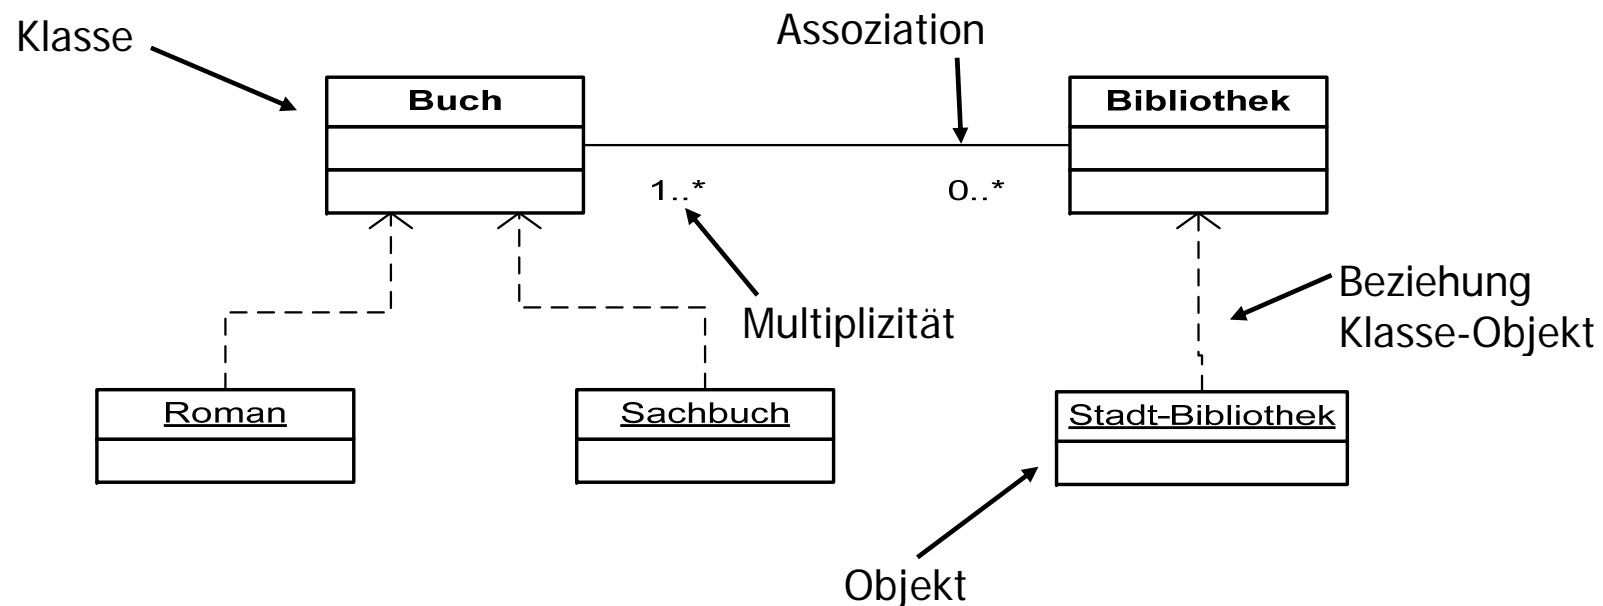 Klasse
Assoziation
Buch
Bibliothek
1..*
0..*
Multiplizität
Beziehung
Klasse-Objekt
Roman
Sachbuch
Stadt-Bibliothek
Objekt